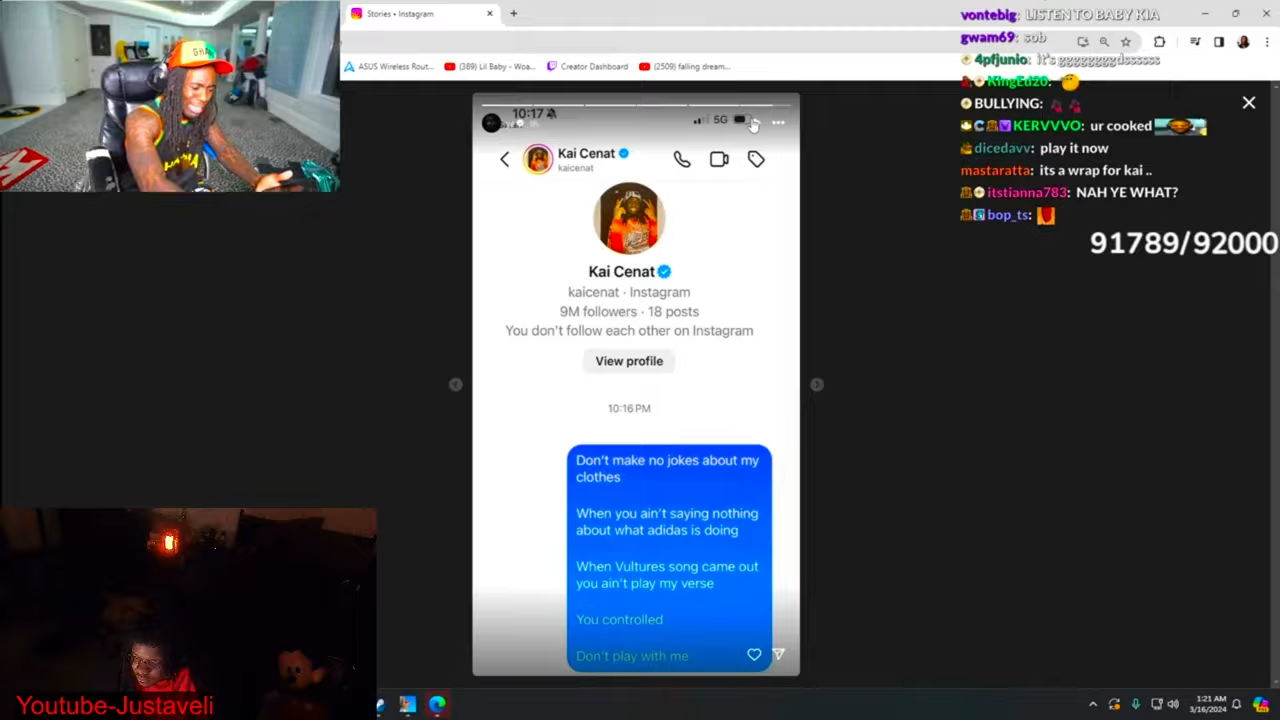 Stories • Instagram
ASUS Wireless Rout...
(389) Lil Baby - Woa...
Creator Dashboard
(2509) falling dream...
vontebig: LISTEN TO BABY KIA
gwam69: sob
4pfjunio: it's ggggggggdsssss
KingEd20:
BULLYING:
KERVVVO: ur cooked
dicedavv: play it now
mastaratta: its a wrap for kai ..
itstianna783: NAH YE WHAT?
bop_ts:
91789/92000
10:17
5G
Kai Cenat
kaicenat
Kai Cenat
kaicenat · Instagram
9M followers · 18 posts
You don't follow each other on Instagram
View profile
10:16 PM
Don't make no jokes about my
clothes
When you ain't saying nothing
about what adidas is doing
When Vultures song came out
you ain't play my verse
You controlled
Don't play with me
Youtube-Justaveli
1:21 AM
3/16/2024